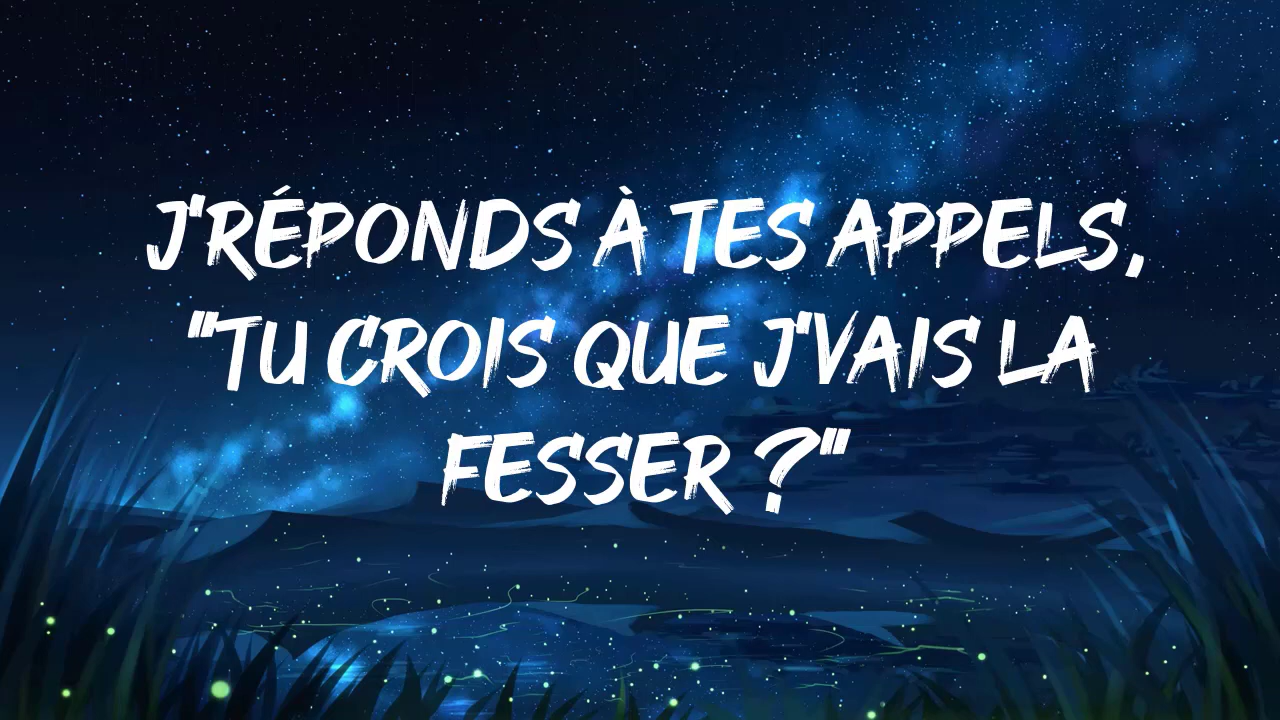 J'RÉPONDS À TES APPELS,
"TU CROIS QUE J'VAIS LA
FESSER ?"